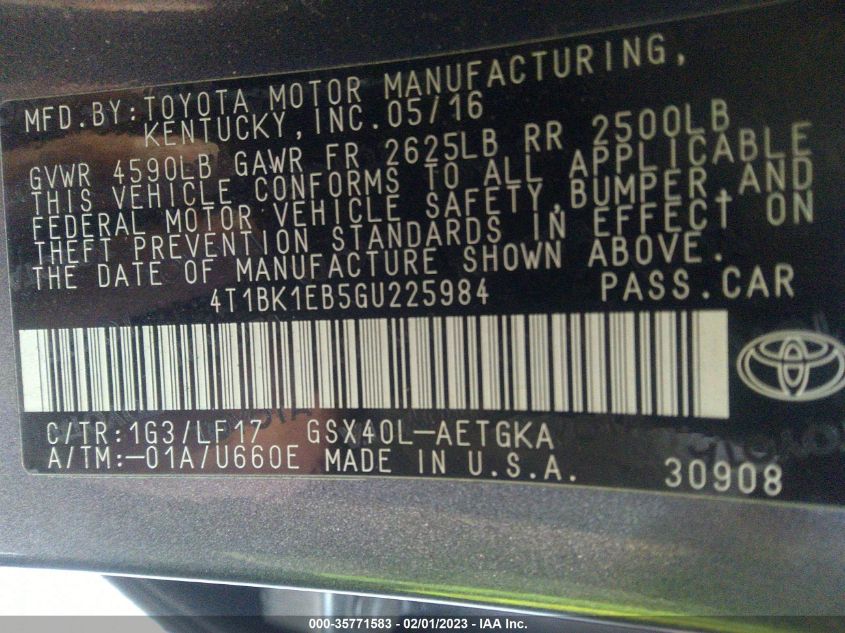 MFD.BY:TOYOTA MOTOR MANUFACTURING,
KENTUCKY,INC.05/16
GVWR 4590LB GAWR FR 2625LB RR 2500LB
THIS VEHICLE CONFORMS TO ALL APPLICABLE
FEDERAL MOTOR VEHICLE SAFETY,BUMPER,AND
THEFT PREVENTION STANDARDS IN EFFECT ON
THE DATE OF MANUFACTURE SHOWN ABOVE.
4T1BK1EB5GU225984 PASS.CAR
C/TR:1G3/LF17 GSX40L-AETGKA
A/TM:-01A/U660E MADE IN U.S.A. 30908
000-35771583 - 02/01/2023 - IAA Inc.